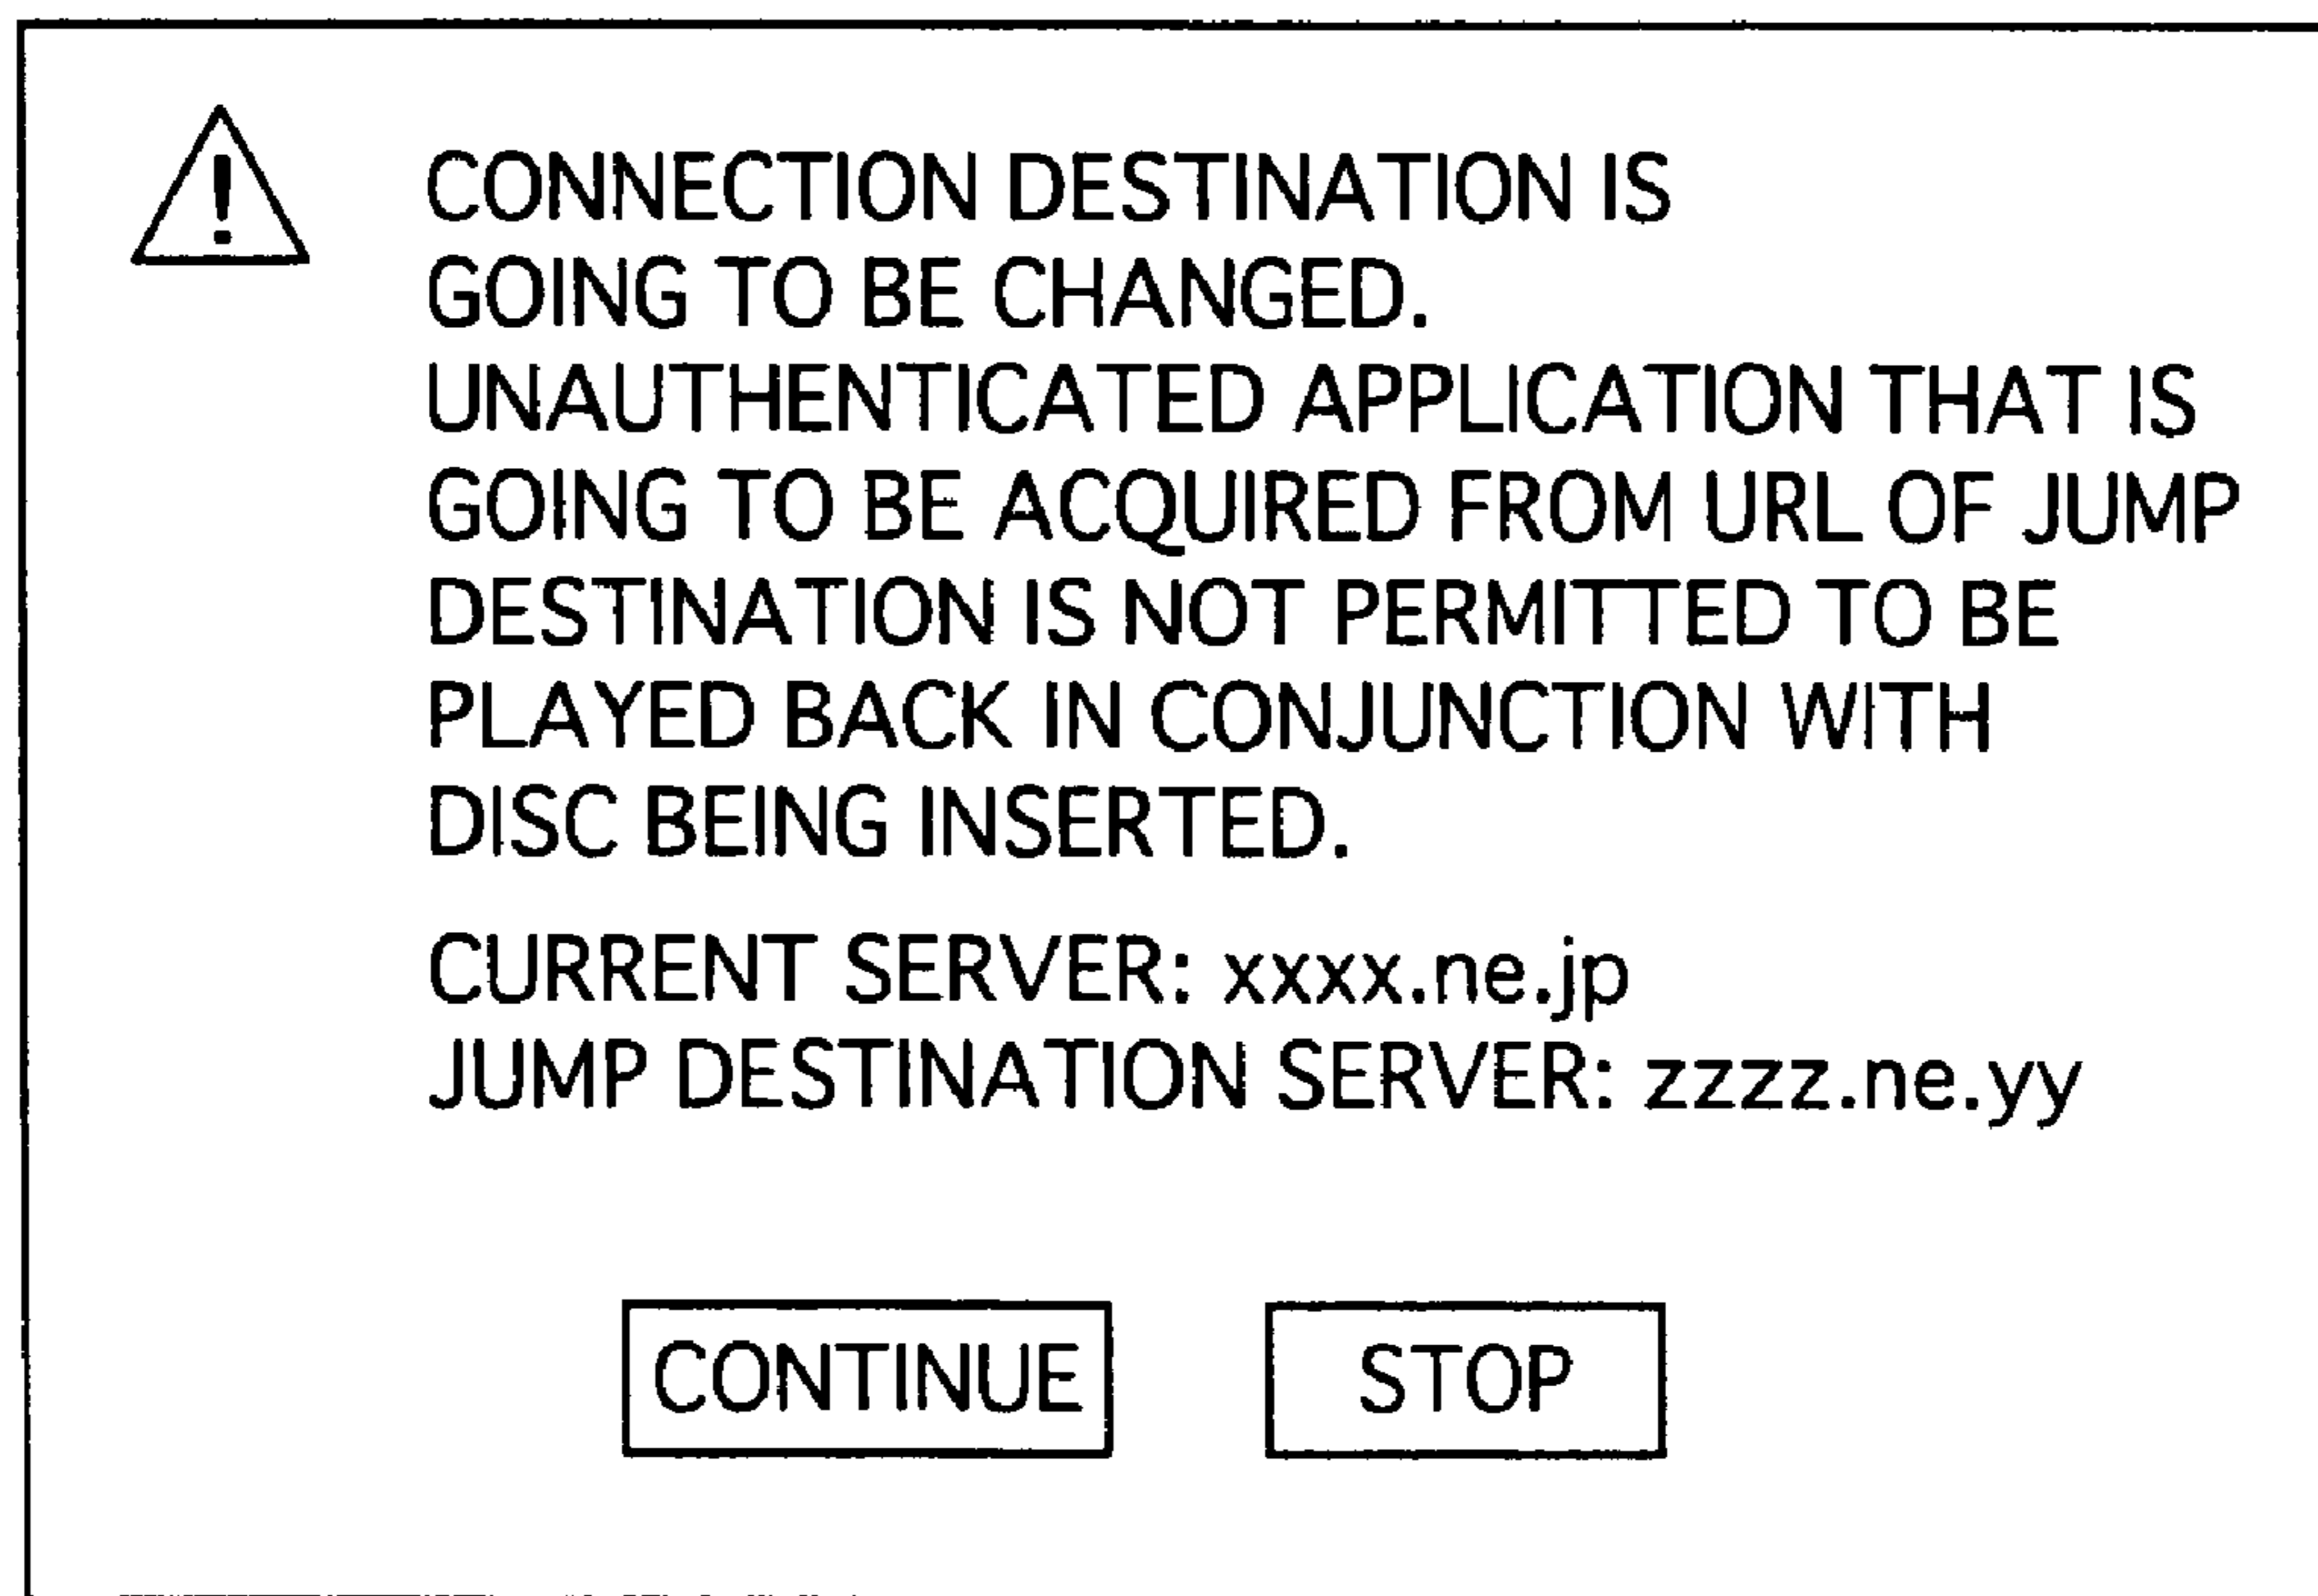 CONNECTION DESTINATION IS
GOING TO BE CHANGED.
UNAUTHENTICATED APPLICATION THAT IS
GOING TO BE ACQUIRED FROM URL OF JUMP
DESTINATION IS NOT PERMITTED TO BE
PLAYED BACK IN CONJUNCTION WITH
DISC BEING INSERTED.
CURRENT SERVER: xxxx.ne.jp
JUMP DESTINATION SERVER: zzzz.ne.yy
CONTINUE STOP